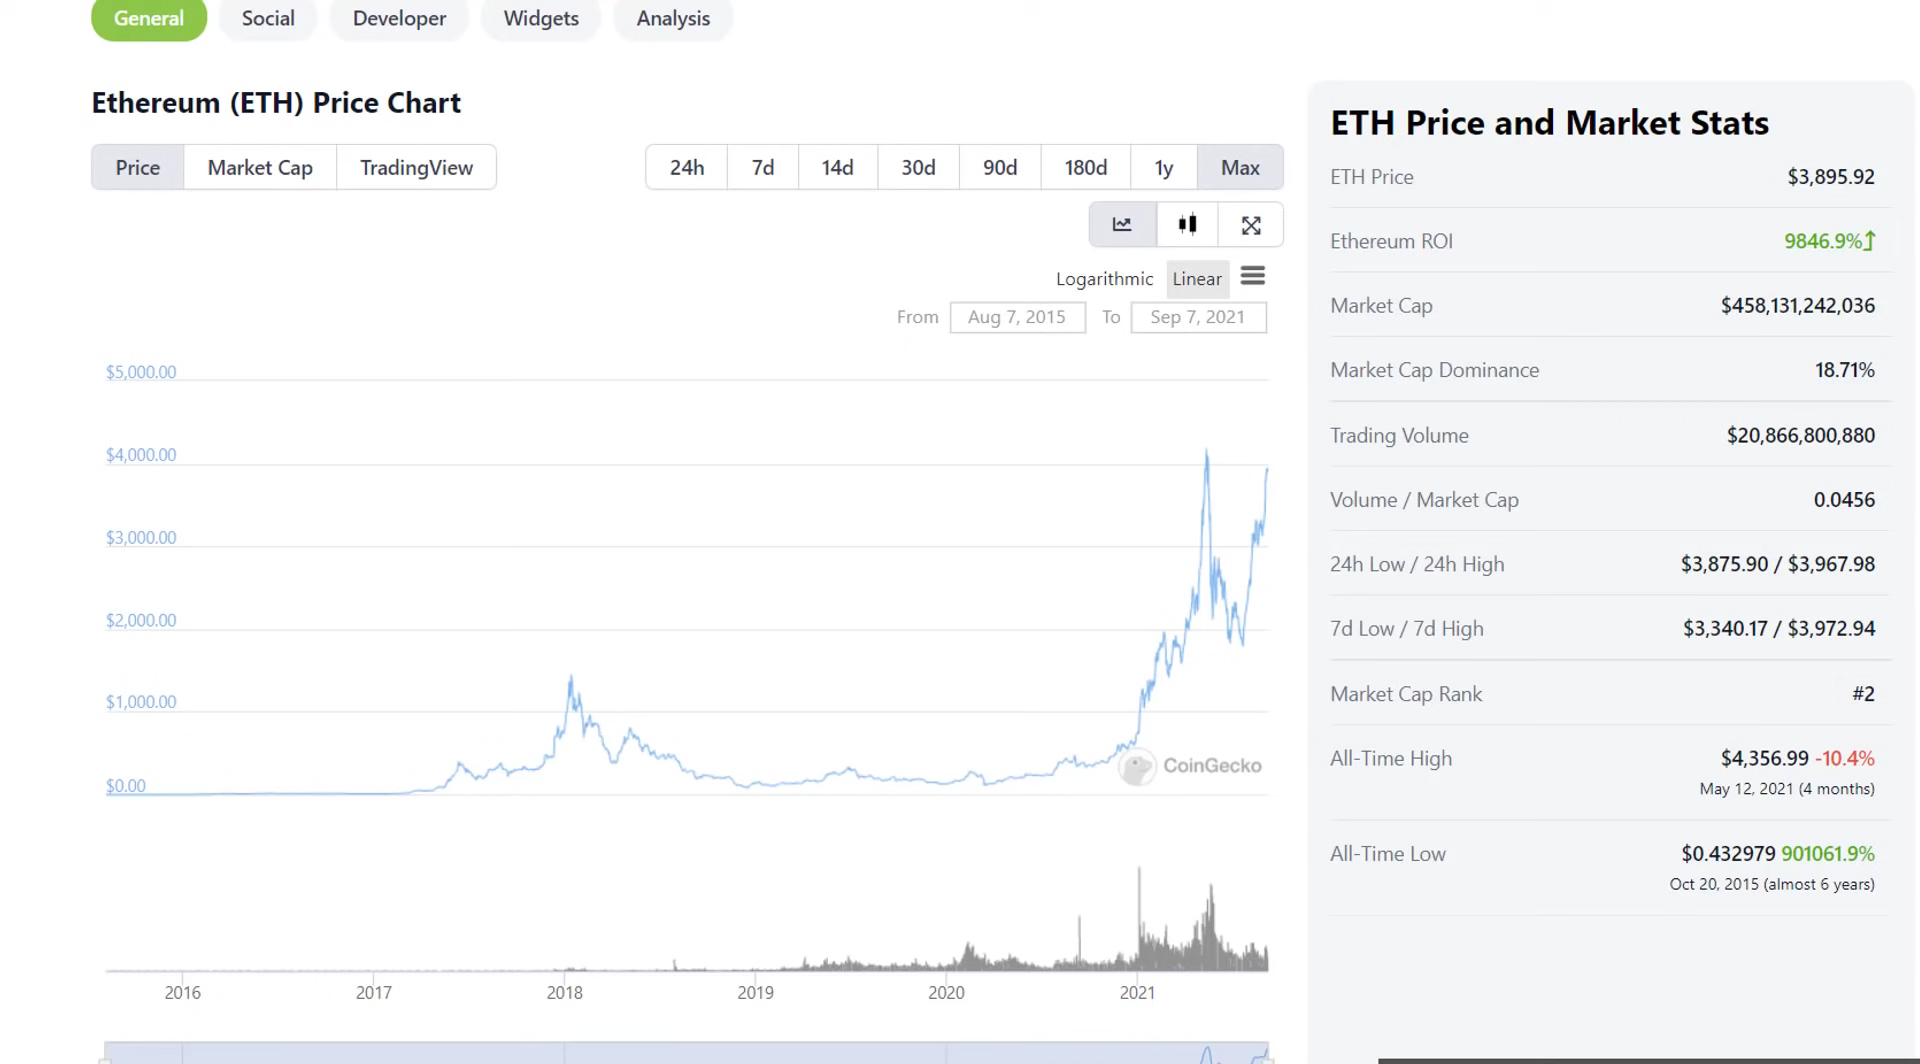 General Social Developer Widgets Analysis
Ethereum (ETH) Price Chart
Price Market Cap TradingView
24h 7d 14d 30d 90d 180d 1y Max
Logarithmic Linear
From Aug 7, 2015 To Sep 7, 2021
$5,000.00
$4,000.00
$3,000.00
$2,000.00
$1,000.00
$0.00
CoinGecko
2016 2017 2018 2019 2020 2021
ETH Price and Market Stats
ETH Price $3,895.92
Ethereum ROI 9846.9%
Market Cap $458,131,242,036
Market Cap Dominance 18.71%
Trading Volume $20,866,800,880
Volume / Market Cap 0.0456
24h Low / 24h High $3,875.90 / $3,967.98
7d Low / 7d High $3,340.17 / $3,972.94
Market Cap Rank #2
All-Time High $4,356.99 -10.4%
May 12, 2021 (4 months)
All-Time Low $0.432979 901061.9%
Oct 20, 2015 (almost 6 years)